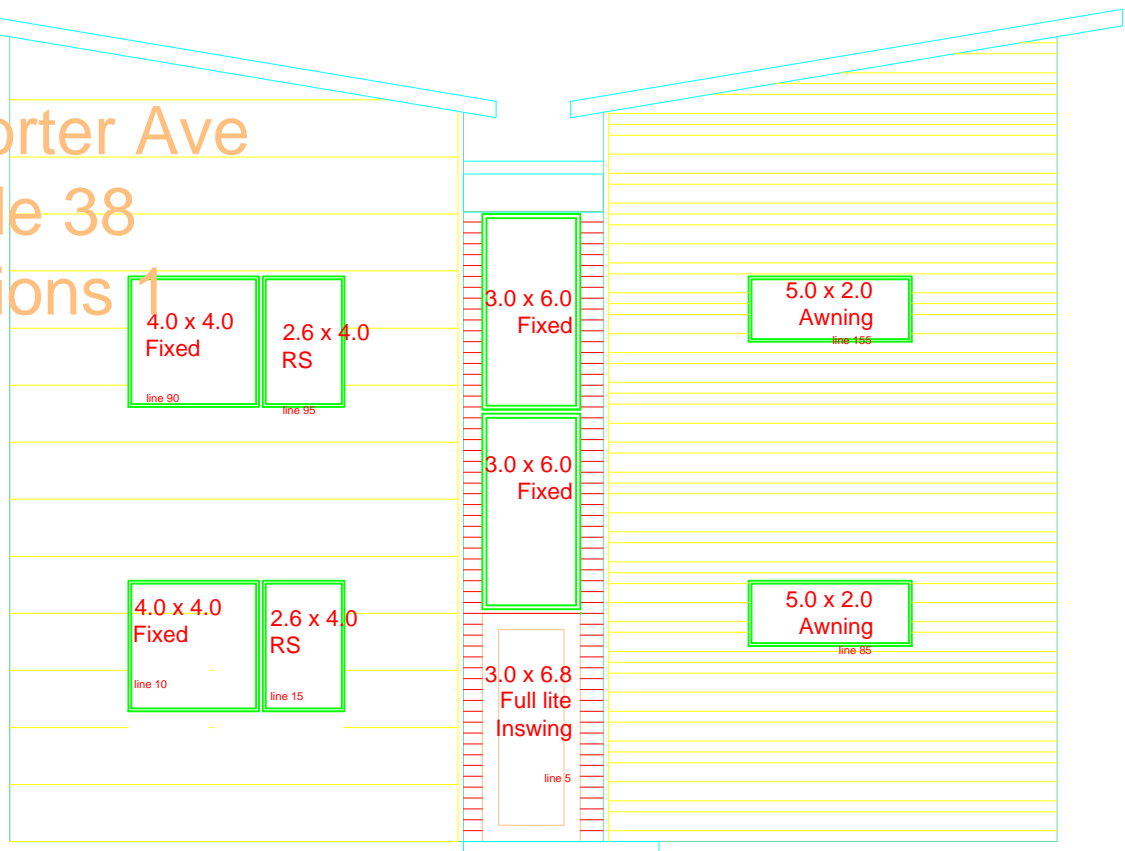 orter Ave
le 38
ions 1
4.0 x 4.0
Fixed
line 90
2.6 x 4.0
RS
line 95
3.0 x 6.0
Fixed
5.0 x 2.0
Awning
line 155
3.0 x 6.0
Fixed
4.0 x 4.0
Fixed
line 10
2.6 x 4.0
RS
line 15
3.0 x 6.8
Full lite
Inswing
line 5
5.0 x 2.0
Awning
line 85